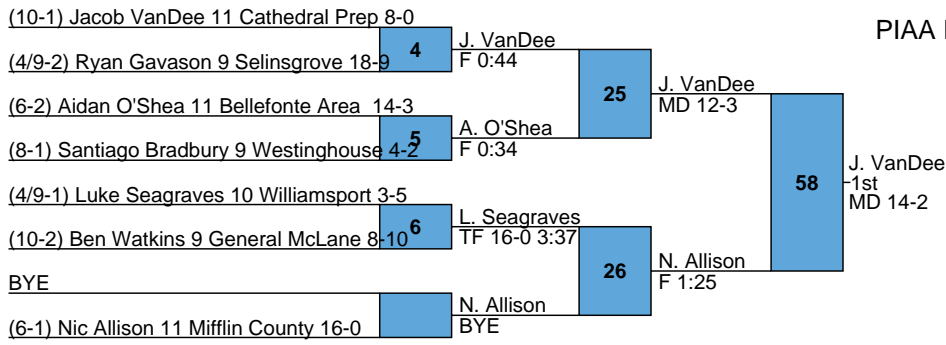 (10-1) Jacob VanDee 11 Cathedral Prep 8-0
4
(4/9-2) Ryan Gavason 9 Selinsgrove 18-9
J. VanDee
F 0:44
25
(6-2) Aidan O'Shea 11 Bellefonte Area 14-3
5
(8-1) Santiago Bradbury 9 Westinghouse 4-2
A. O'Shea
F 0:34
J. VanDee
MD 12-3
(4/9-1) Luke Seagraves 10 Williamsport 3-5
6
(10-2) Ben Watkins 9 General McLane 8-10
L. Seagraves
TF 16-0 3:37
26
BYE
(6-1) Nic Allison 11 Mifflin County 16-0
N. Allison
BYE
N. Allison
F 1:25
58
J. VanDee
1st
MD 14-2
PIAA